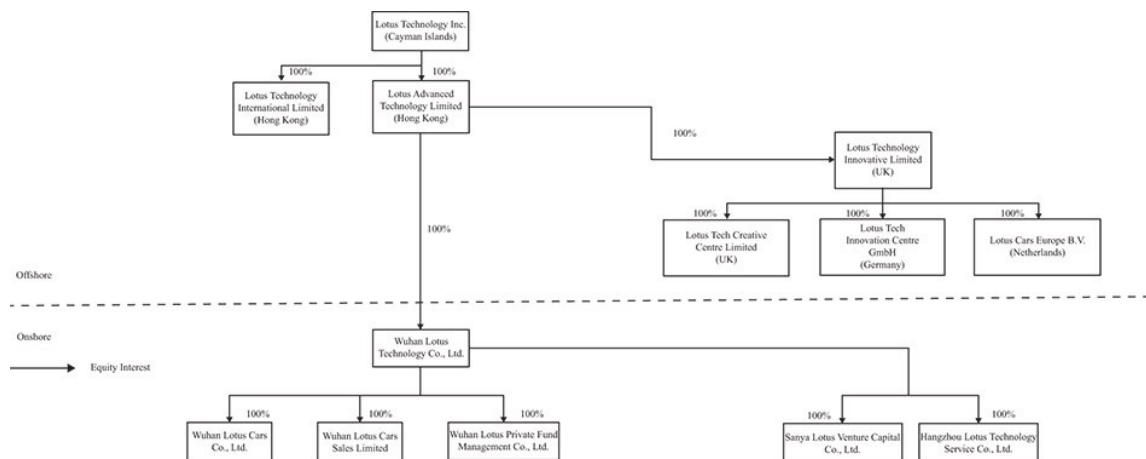 Lotus Technology Inc.
(Cayman Islands)
100%
100%
Lotus Technology
International Limited
(Hong Kong)
Lotus Advanced
Technology Limited
(Hong Kong)
100%
Lotus Technology
Innovative Limited
(UK)
100%
100%
100%
100%
Lotus Tech Creative
Centre Limited
(UK)
Lotus Tech
Innovation Centre
GmbH
(Germany)
Lotus Cars Europe B.V.
(Netherlands)
Offshore
Onshore
Wuhan Lotus
Technology Co., Ltd.
Equity Interest
100%
100%
100%
100%
100%
Wuhan Lotus Cars
Co., Ltd.
Wuhan Lotus Cars
Sales Limited
Wuhan Lotus Private Fund
Management Co., Ltd.
Sanya Lotus Venture Capital
Co., Ltd.
Hangzhou Lotus Technology
Service Co., Ltd.